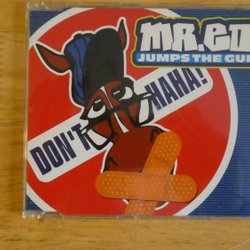 MR.ED
JUMPS THE GUN
DON'T HAHA!